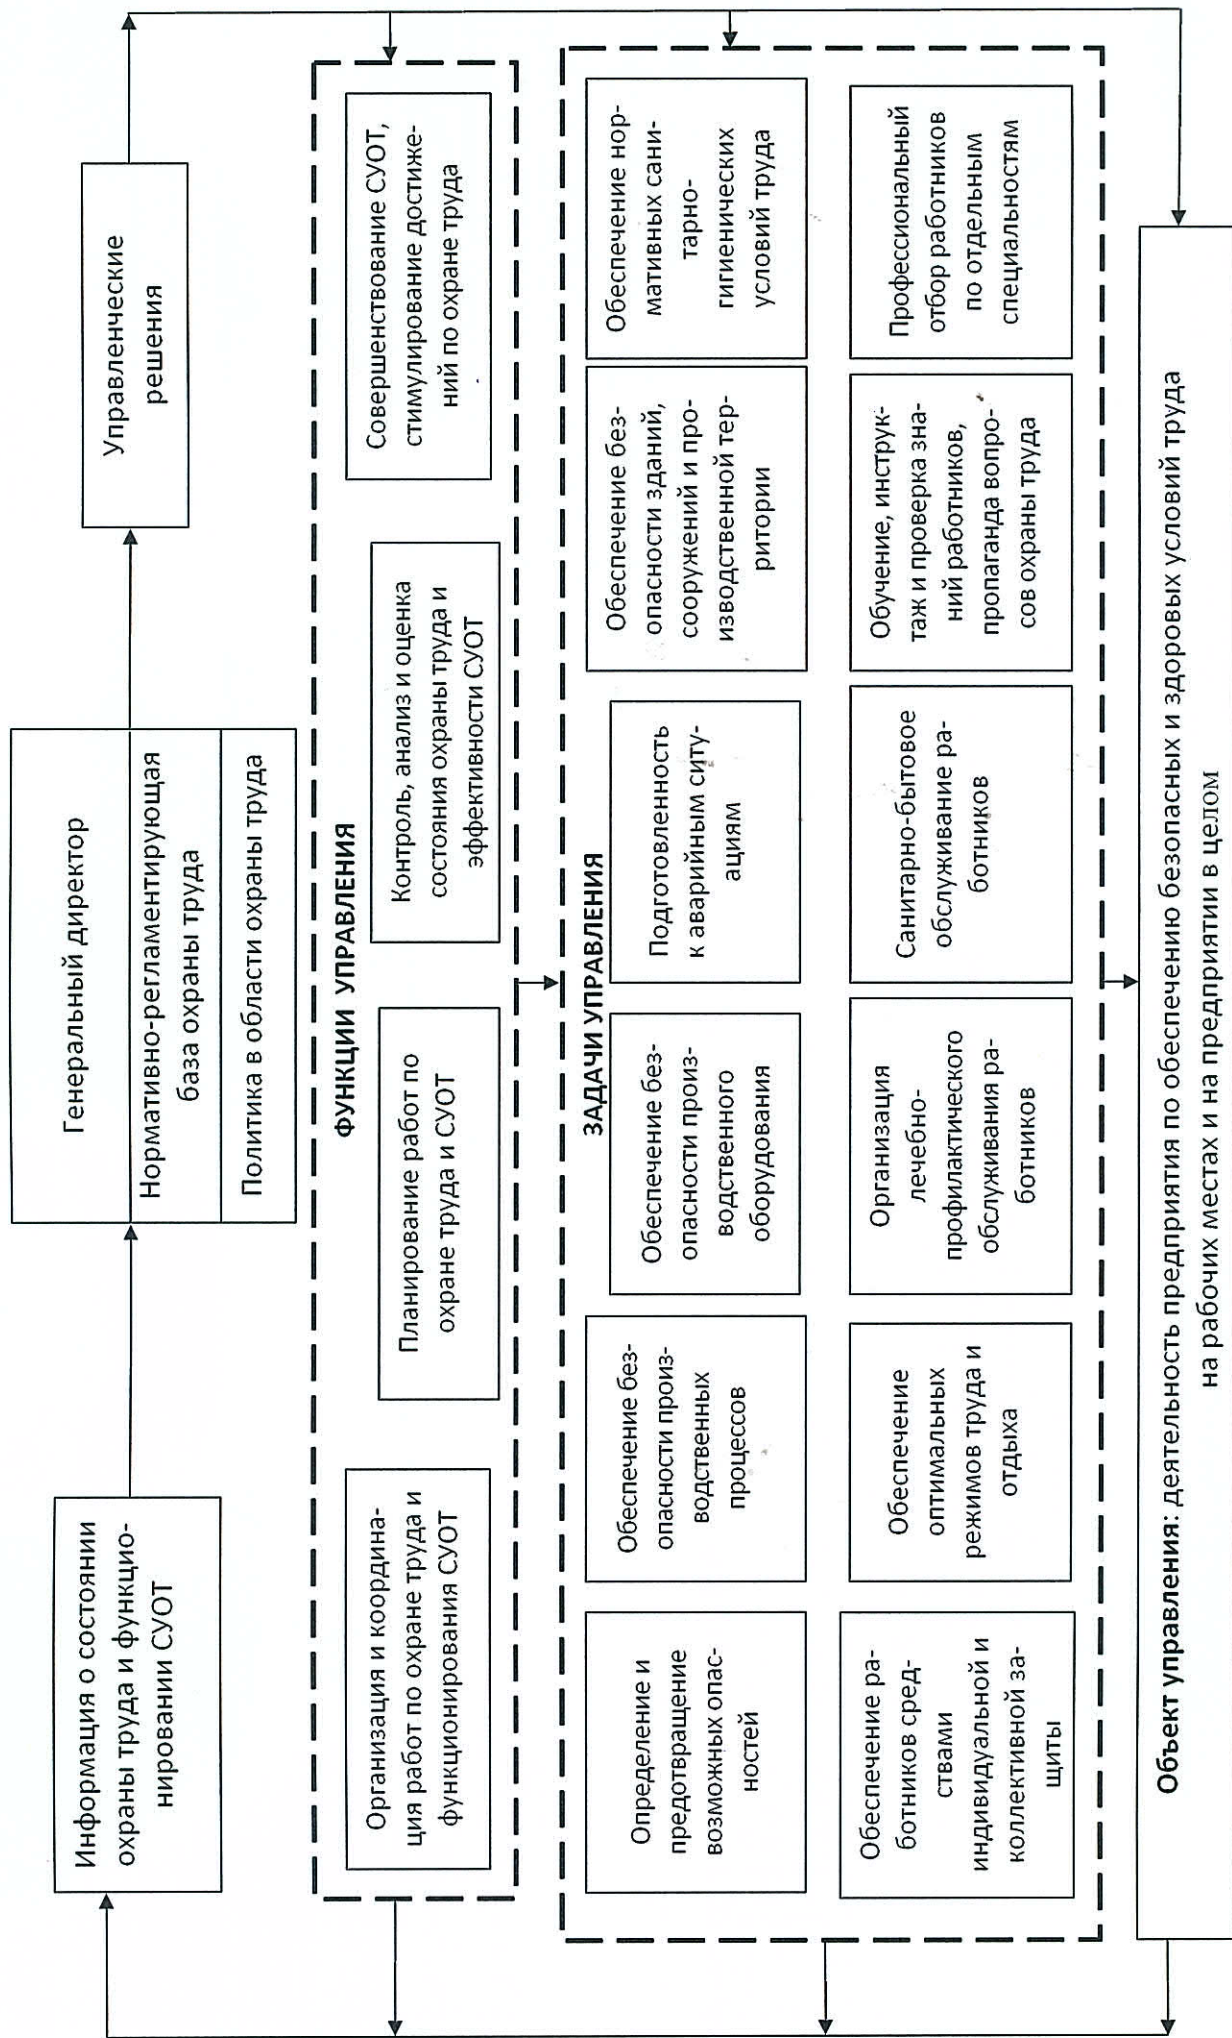 Информация о состоянии
охраны труда и функцио-
нировании СУОТ
Генеральный директор
Нормативно-регламентирующая
база охраны труда
Политика в области охраны труда
Управленческие
решения
ФУНКЦИИ УПРАВЛЕНИЯ
Организация и координа-
ция работ по охране труда и
функционирования СУОТ
Планирование работ по
охране труда и СУОТ
Контроль, анализ и оценка
состояния охраны труда и
эффективности СУОТ
Совершенствование СУОТ,
стимулирование достиже-
ний по охране труда
ЗАДАЧИ УПРАВЛЕНИЯ
Определение и
предотвращение
возможных опас-
ностей
Обеспечение без-
опасности произ-
водственных
процессов
Обеспечение без-
опасности произ-
водственного
оборудования
Подготовленность
к аварийным ситу-
ациям
Обеспечение без-
опасности зданий,
сооружений и про-
изводственной тер-
ритории
Обеспечение нор-
мативных сани-
тарно-
гигиенических
условий труда
Обеспечение ра-
ботников сред-
ствами
индивидуальной и
коллективной за-
щиты
Обеспечение
оптимальных
режимов труда и
отдыха
Организация
лечебно-
профилактического
обслуживания ра-
ботников
Санитарно-бытовое
обслуживание ра-
ботников
Обучение, инструк-
таж и проверка зна-
ний работников,
пропаганда вопро-
сов охраны труда
Профессиональный
отбор работников
по отдельным
специальностям
Объект управления: деятельность предприятия по обеспечению безопасных и здоровых условий труда
на рабочих местах и на предприятии в целом